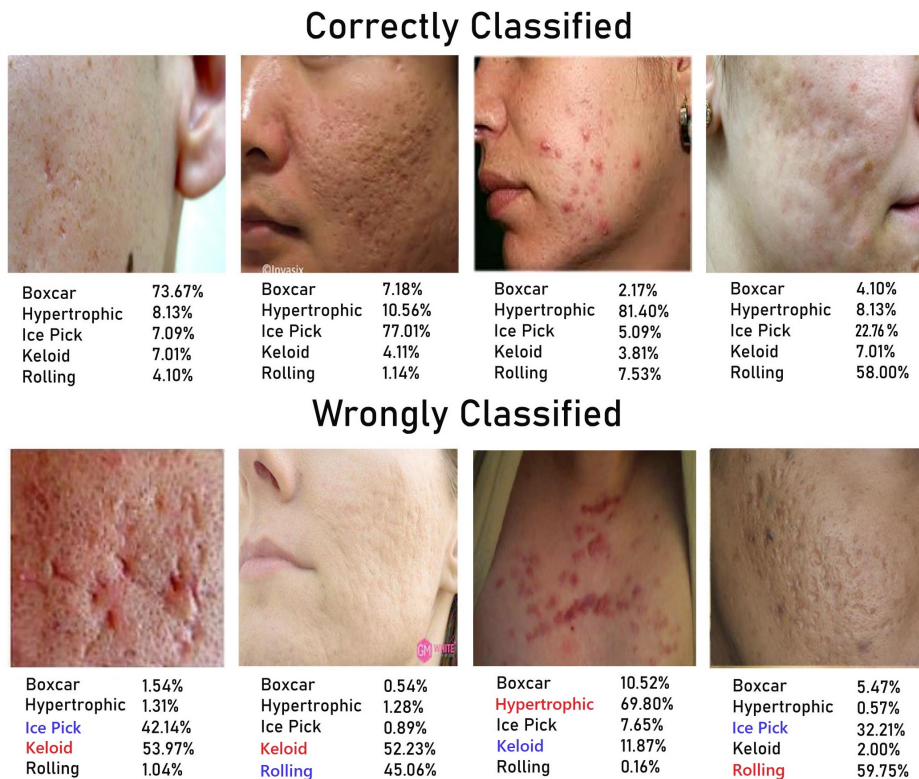 Correctly Classified
©Invasix
Boxcar 73.67%
Hypertrophic 8.13%
Ice Pick 7.09%
Keloid 7.01%
Rolling 4.10%
Boxcar 7.18%
Hypertrophic 10.56%
Ice Pick 77.01%
Keloid 4.11%
Rolling 1.14%
Boxcar 2.17%
Hypertrophic 81.40%
Ice Pick 5.09%
Keloid 3.81%
Rolling 7.53%
Boxcar 4.10%
Hypertrophic 8.13%
Ice Pick 22.76%
Keloid 7.01%
Rolling 58.00%
Wrongly Classified
GM WHITE
Boxcar 1.54%
Hypertrophic 1.31%
Ice Pick 42.14%
Keloid 53.97%
Rolling 1.04%
Boxcar 0.54%
Hypertrophic 1.28%
Ice Pick 0.89%
Keloid 52.23%
Rolling 45.06%
Boxcar 10.52%
Hypertrophic 69.80%
Ice Pick 7.65%
Keloid 11.87%
Rolling 0.16%
Boxcar 5.47%
Hypertrophic 0.57%
Ice Pick 32.21%
Keloid 2.00%
Rolling 59.75%